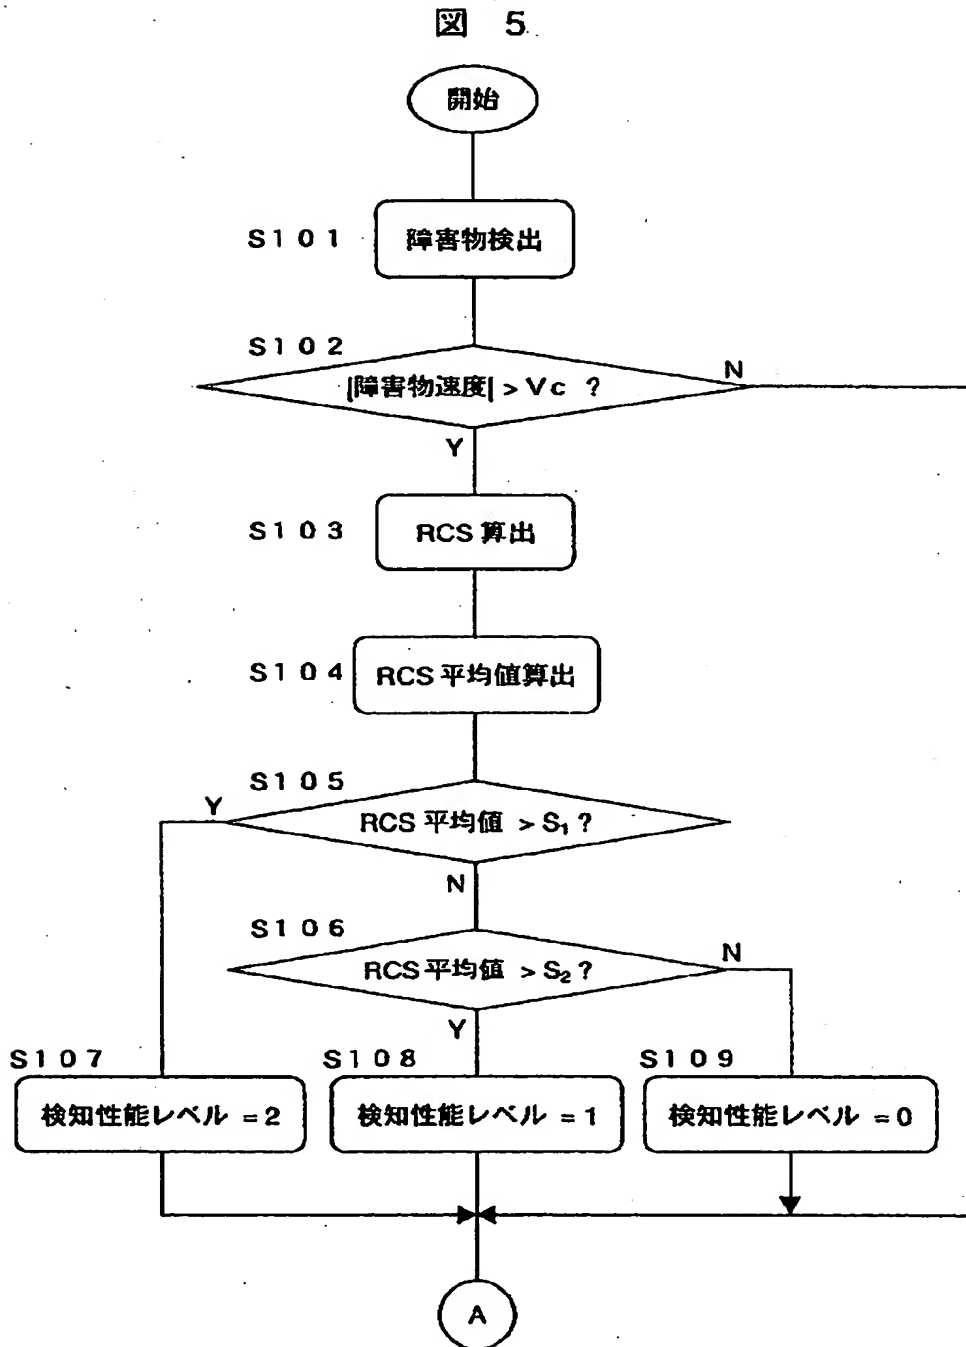 図 5
開始
S101 障害物検出
S102
|障害物速度| > Vc ?
N
Y
S103 RCS 算出
S104 RCS 平均値算出
S105
Y
RCS 平均値 > S₁ ?
N
S106
RCS 平均値 > S₂ ?
N
Y
S107 S108 S109
検知性能レベル = 2 検知性能レベル = 1 検知性能レベル = 0
A